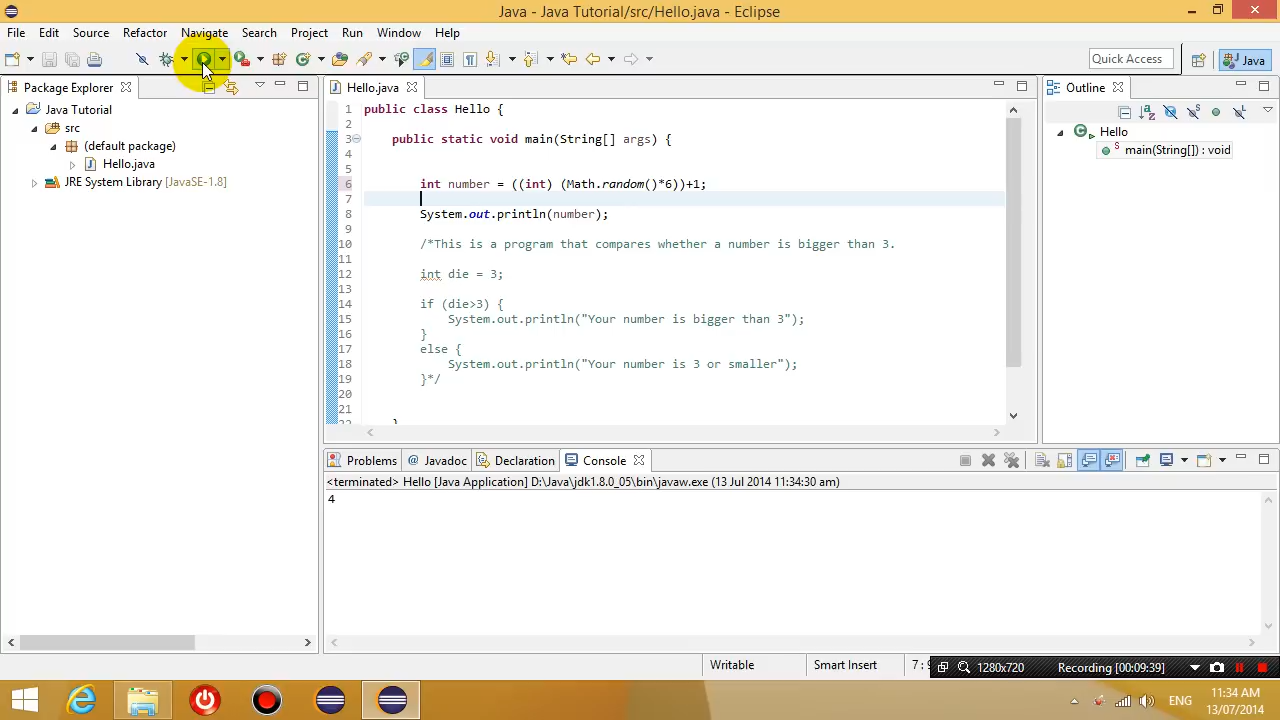 Java - Java Tutorial/src/Hello.java - Eclipse
File Edit Source Refactor Navigate Search Project Run Window Help
Quick Access
Java
Package Explorer
Hello.java
Outline
Java Tutorial
src
(default package)
Hello.java
JRE System Library [JavaSE-1.8]
1 public class Hello {
2
3 public static void main(String[] args) {
4
5
6 int number = ((int) (Math.random()*6))+1;
7
8 System.out.println(number);
9
10 /*This is a program that compares whether a number is bigger than 3.
11
12 int die = 3;
13
14 if (die>3) {
15 System.out.println("Your number is bigger than 3");
16 }
17 else {
18 System.out.println("Your number is 3 or smaller");
19 }*/
20
21
22 }
Hello
main(String[]) : void
Problems @ Javadoc Declaration Console
<terminated> Hello [Java Application] D:\Java\jdk1.8.0_05\bin\javaw.exe (13 Jul 2014 11:34:30 am)
4
Writable Smart Insert
1280x720 Recording [00:09:39]
ENG
11:34 AM
13/07/2014